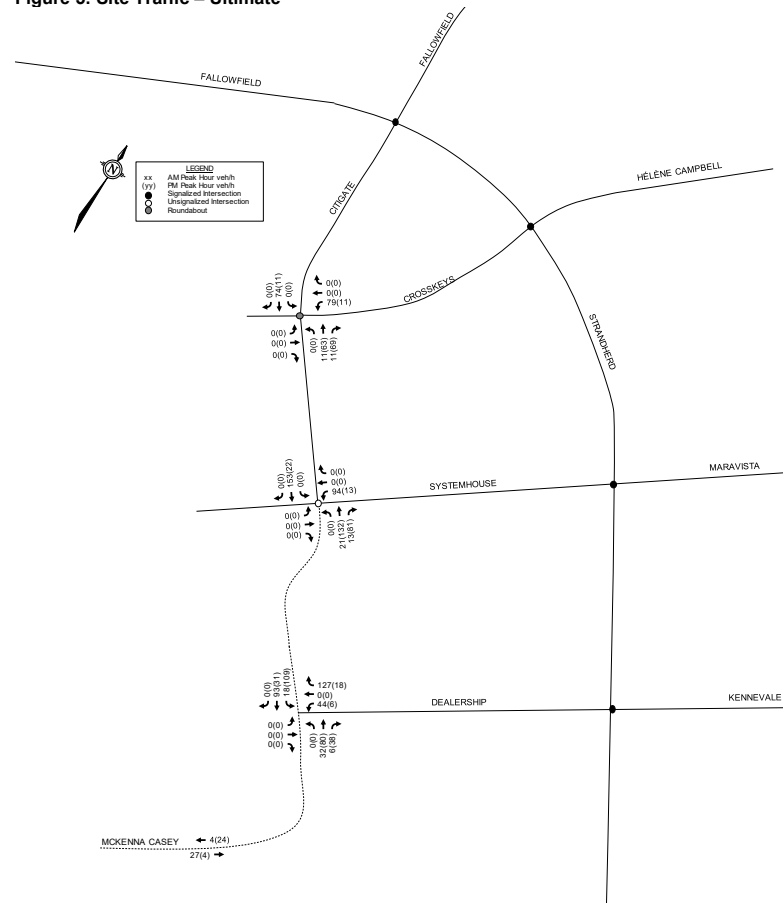 Figure 5: Site Traffic – Ultimate
FALLOWFIELD
FALLOWFIELD
N
LEGEND
xx AM Peak Hour veh/h
(yy) PM Peak Hour veh/h
Signalized Intersection
Unsignalized Intersection
Roundabout
CITIGATE
HÉLÈNE CAMPBELL
CROSSKEYS
STRANDHERD
0(0)
74(11)
0(0)
0(0)
0(0)
79(11)
0(0)
0(0)
0(0)
0(0)
11(63)
11(69)
MARAVISTA
SYSTEMHOUSE
0(0)
153(22)
0(0)
0(0)
0(0)
94(13)
0(0)
0(0)
0(0)
0(0)
21(132)
13(81)
0(0)
93(31)
18(109)
127(18)
0(0)
44(6)
DEALERSHIP
KENNEVALE
0(0)
0(0)
0(0)
0(0)
32(80)
6(38)
MCKENNA CASEY
4(24)
27(4)